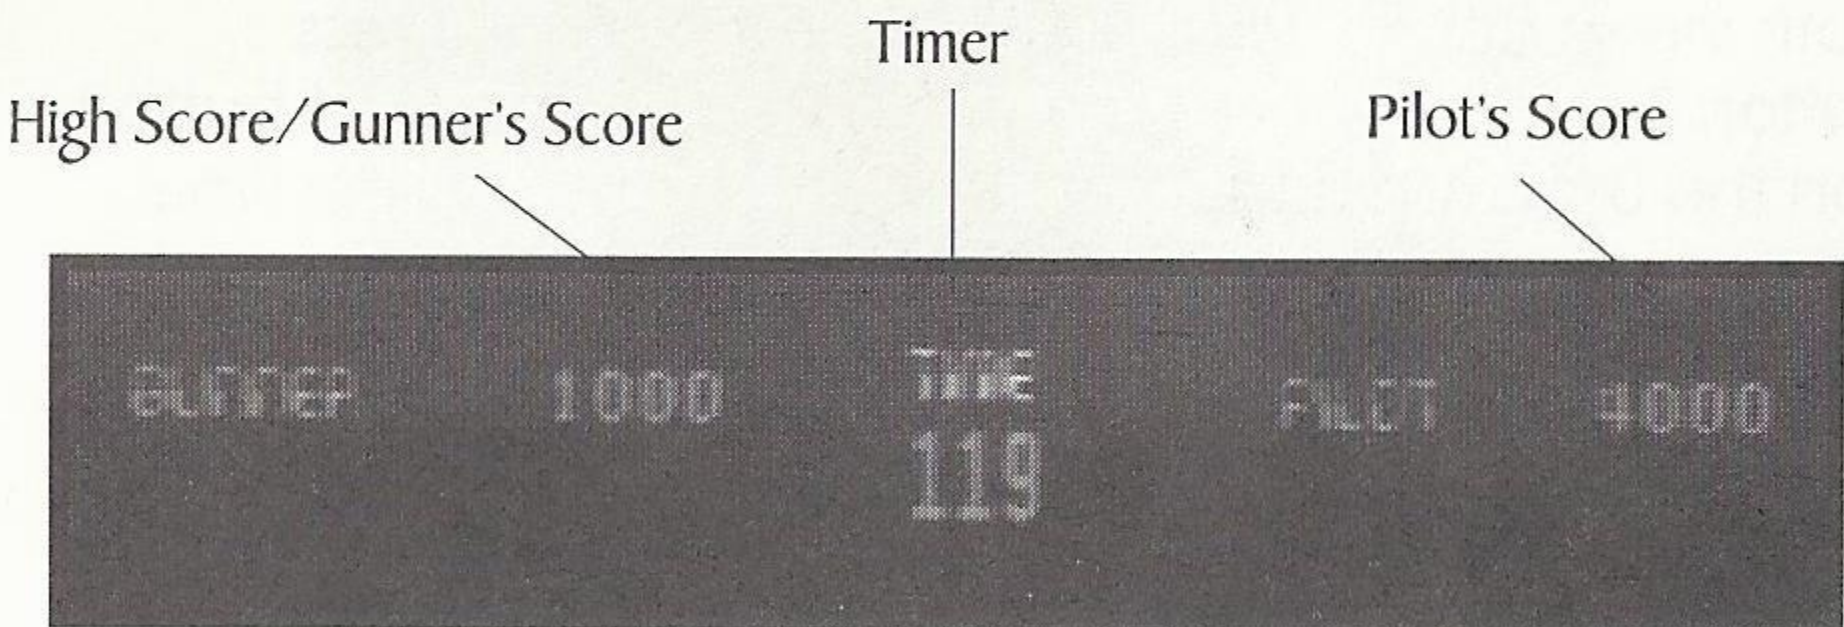 Timer
High Score/Gunner's Score
Pilot's Score
GUNNER 1000 TIME PILOT 4000
119